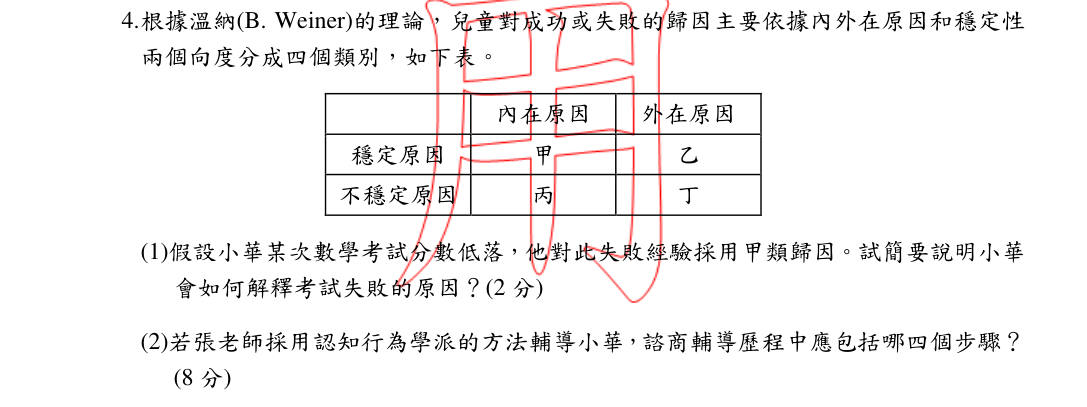 4.根據溫納(B. Weiner)的理論，兒童對成功或失敗的歸因主要依據內外在原因和穩定性
兩個向度分成四個類別，如下表。
內在原因 外在原因
穩定原因 甲 乙
不穩定原因 丙 丁
(1)假設小華某次數學考試分數低落，他對此失敗經驗採用甲類歸因。試簡要說明小華
會如何解釋考試失敗的原因？(2 分)
(2)若張老師採用認知行為學派的方法輔導小華，諮商輔導歷程中應包括哪四個步驟？
(8 分)
用